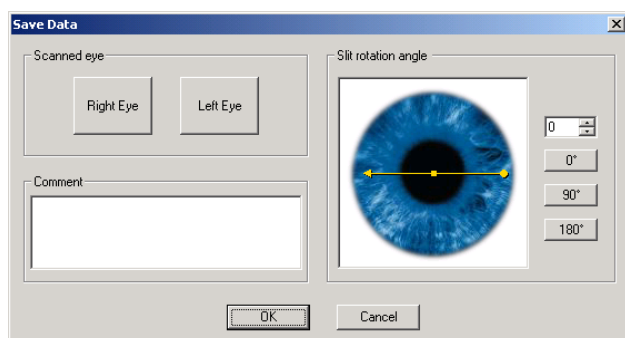 Save Data
Scanned eye
Right Eye
Left Eye
Comment
Slit rotation angle
0
0°
90°
180°
OK
Cancel